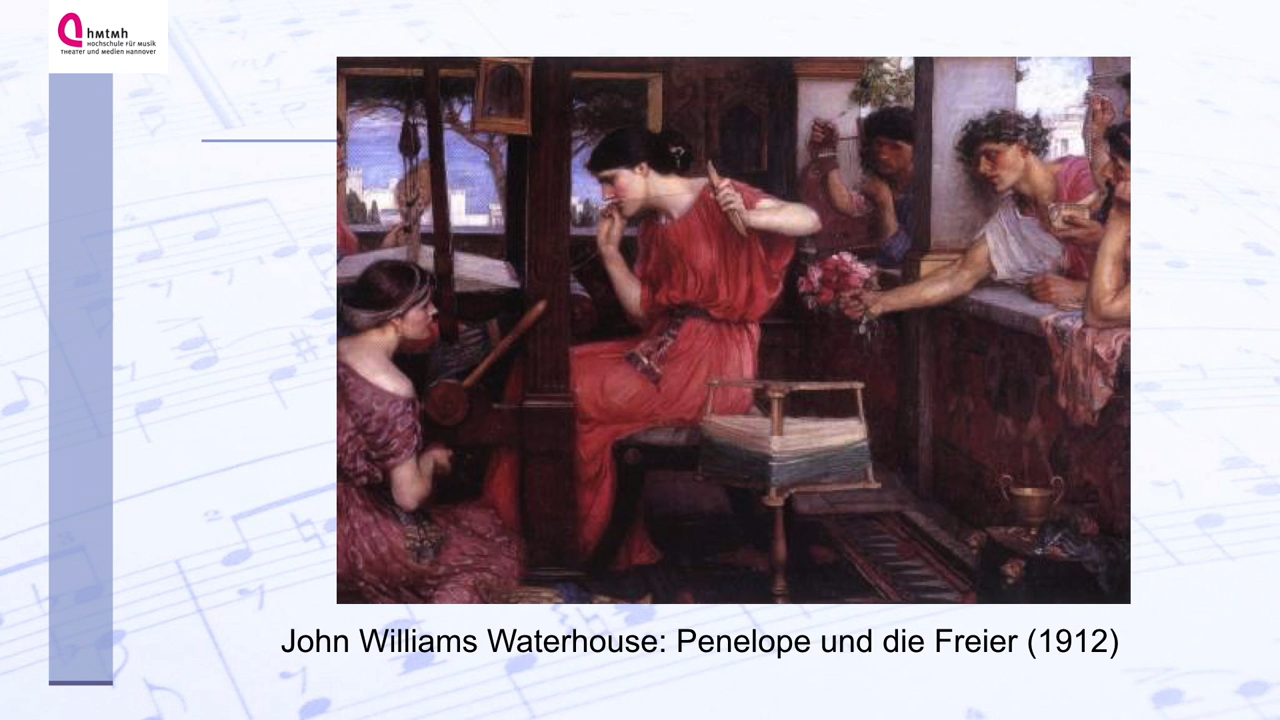 hmtmh
Hochschule für Musik
Theater und Medien Hannover
John Williams Waterhouse: Penelope und die Freier (1912)